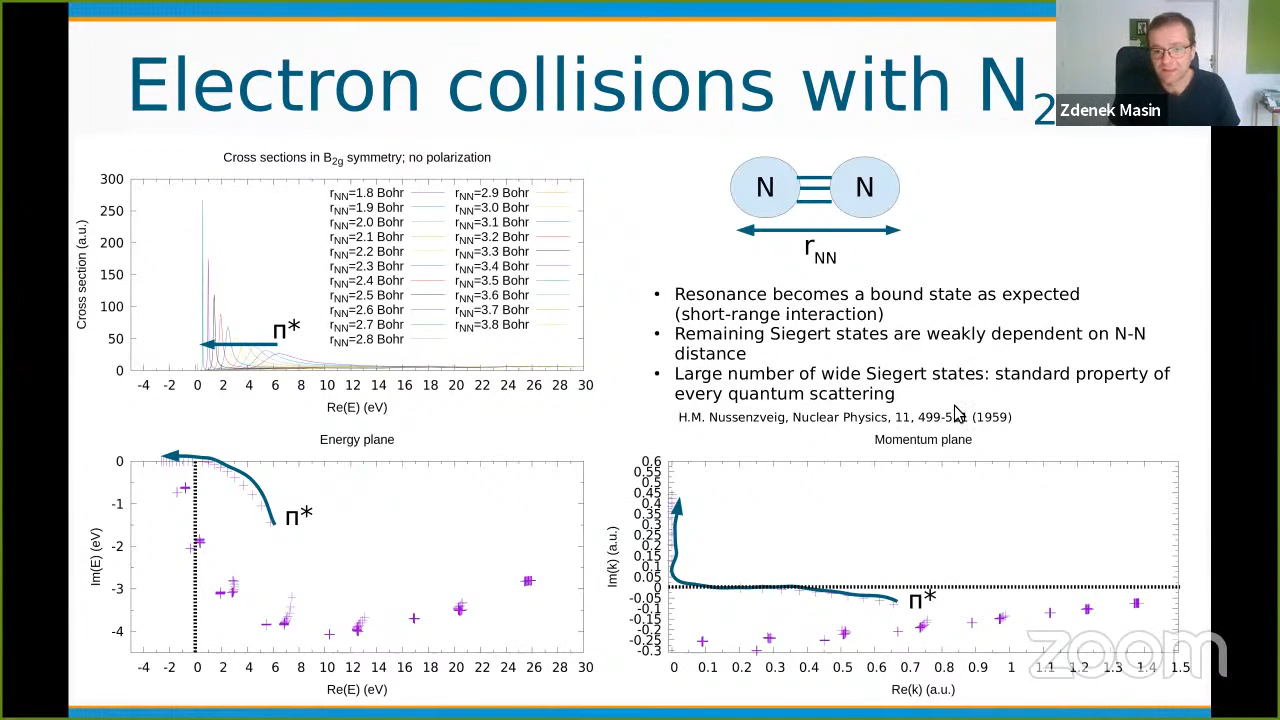 Electron collisions with N2
Zdenek Masin
Cross sections in B2g symmetry; no polarization
300
250
200
150
100
50
0
Cross section (a.u.)
rNN=1.8 Bohr
rNN=1.9 Bohr
rNN=2.0 Bohr
rNN=2.1 Bohr
rNN=2.2 Bohr
rNN=2.3 Bohr
rNN=2.4 Bohr
rNN=2.5 Bohr
rNN=2.6 Bohr
rNN=2.7 Bohr
rNN=2.8 Bohr
rNN=2.9 Bohr
rNN=3.0 Bohr
rNN=3.1 Bohr
rNN=3.2 Bohr
rNN=3.3 Bohr
rNN=3.4 Bohr
rNN=3.5 Bohr
rNN=3.6 Bohr
rNN=3.7 Bohr
rNN=3.8 Bohr
π*
-4 -2 0 2 4 6 8 10 12 14 16 18 20 22 24 26 28 30
Re(E) (eV)
N N
rNN
• Resonance becomes a bound state as expected
(short-range interaction)
• Remaining Siegert states are weakly dependent on N-N
distance
• Large number of wide Siegert states: standard property of
every quantum scattering
H.M. Nussenzveig, Nuclear Physics, 11, 499-5 (1959)
Energy plane
0
-1
-2
-3
-4
Im(E) (eV)
π*
-4 -2 0 2 4 6 8 10 12 14 16 18 20 22 24 26 28 30
Re(E) (eV)
Momentum plane
0.6
0.55
0.5
0.45
0.4
0.35
0.3
0.25
0.2
0.15
0.1
0.05
0
-0.05
-0.1
-0.15
-0.2
-0.25
-0.3
Im(k) (a.u.)
π*
0 0.1 0.2 0.3 0.4 0.5 0.6 0.7 0.8 0.9 1 1.1 1.2 1.3 1.4 1.5
Re(k) (a.u.)
zoom